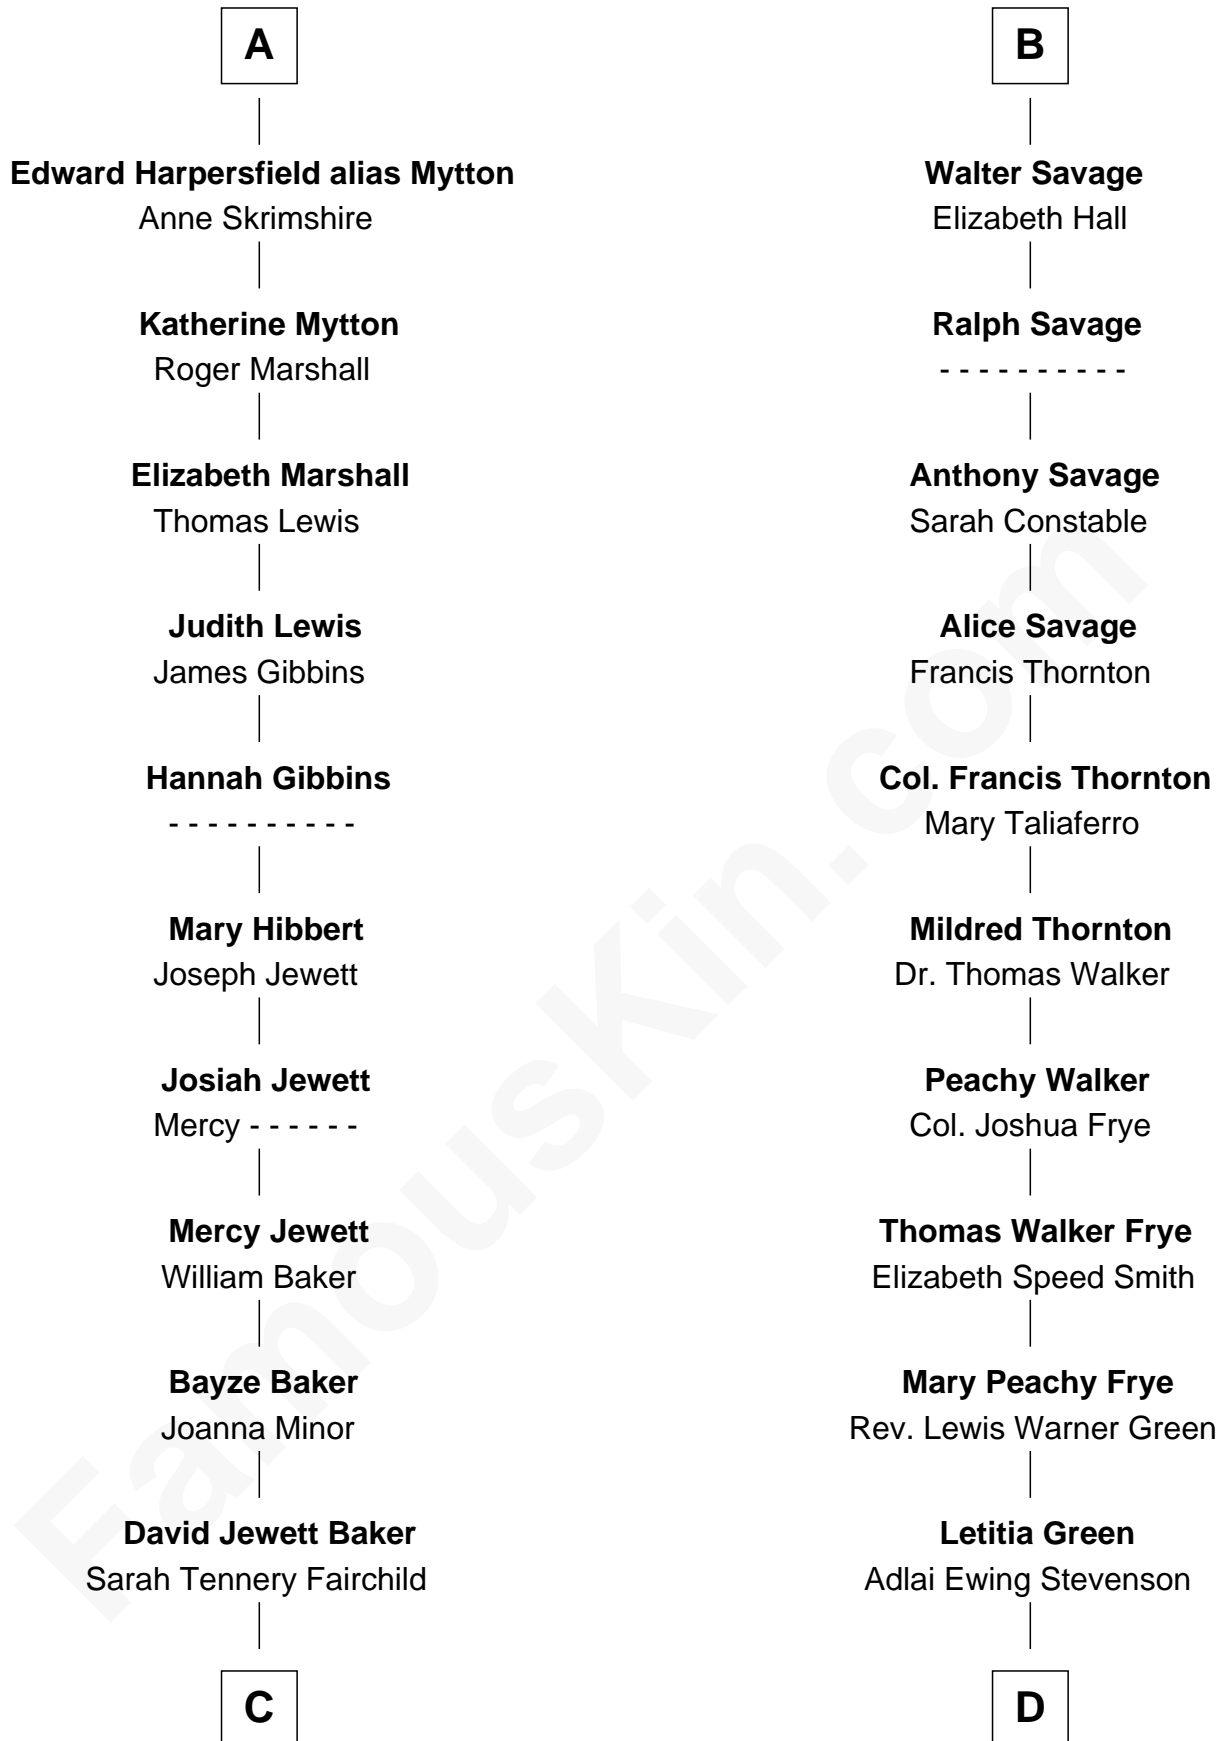 A
Edward Harpersfield alias Mytton
Anne Skrimshire
Katherine Mytton
Roger Marshall
Elizabeth Marshall
Thomas Lewis
Judith Lewis
James Gibbins
Hannah Gibbins
- - - - - - - - - -
Mary Hibbert
Joseph Jewett
Josiah Jewett
Mercy - - - - - -
Mercy Jewett
William Baker
Bayze Baker
Joanna Minor
David Jewett Baker
Sarah Tennery Fairchild
C
B
Walter Savage
Elizabeth Hall
Ralph Savage
- - - - - - - - - -
Anthony Savage
Sarah Constable
Alice Savage
Francis Thornton
Col. Francis Thornton
Mary Taliaferro
Mildred Thornton
Dr. Thomas Walker
Peachy Walker
Col. Joshua Frye
Thomas Walker Frye
Elizabeth Speed Smith
Mary Peachy Frye
Rev. Lewis Warner Green
Letitia Green
Adlai Ewing Stevenson
D
FamousKin.com